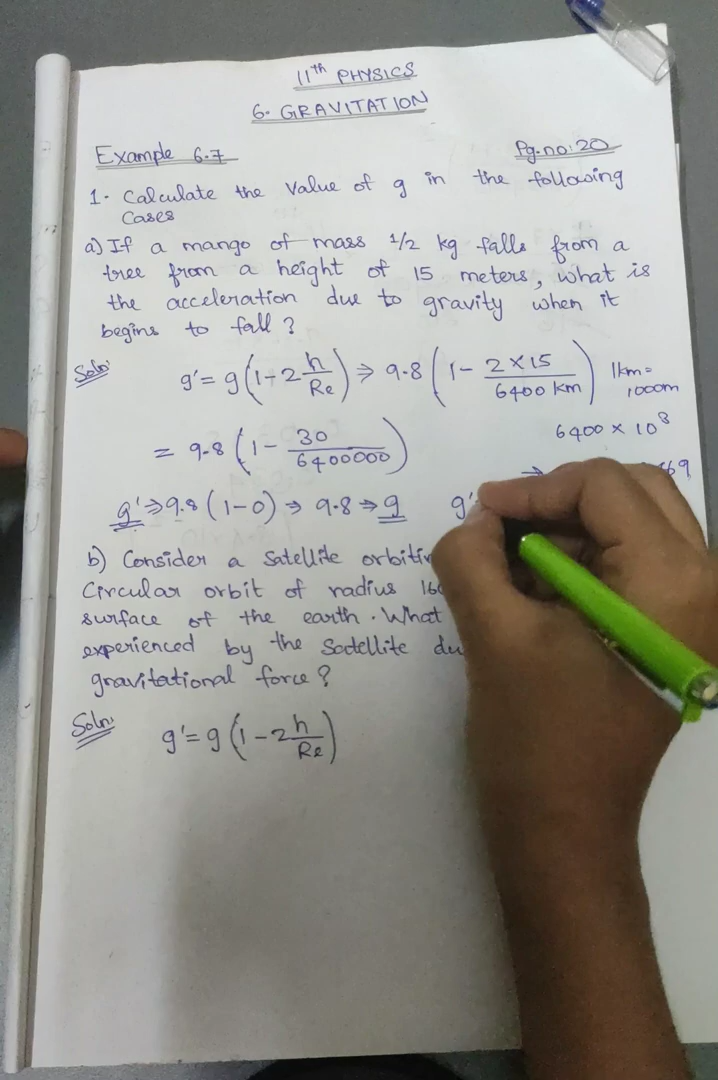 11th PHYSICS
6. GRAVITATION
Example 6.7 Pg.no:20
1. Calculate the value of g in the following
Cases
a) If a mango of mass 1/2 kg falls from a
tree from a height of 15 meters, what is
the acceleration due to gravity when it
begins to fall?
Soln: g'= g(1-2 h/Re) ⇒ 9.8 (1- 2×15/6400 km) 1km= 1000m
= 9.8 (1- 30/6400000) 6400 × 10³
g' ⇒ 9.8 (1-0) ⇒ 9.8 ⇒ g g'
b) Consider a Satellite
Circular orbit of radius
surface of the earth. What
experienced by the Satellite
gravitational force?
Soln: g'= g (1-2 h/Re)